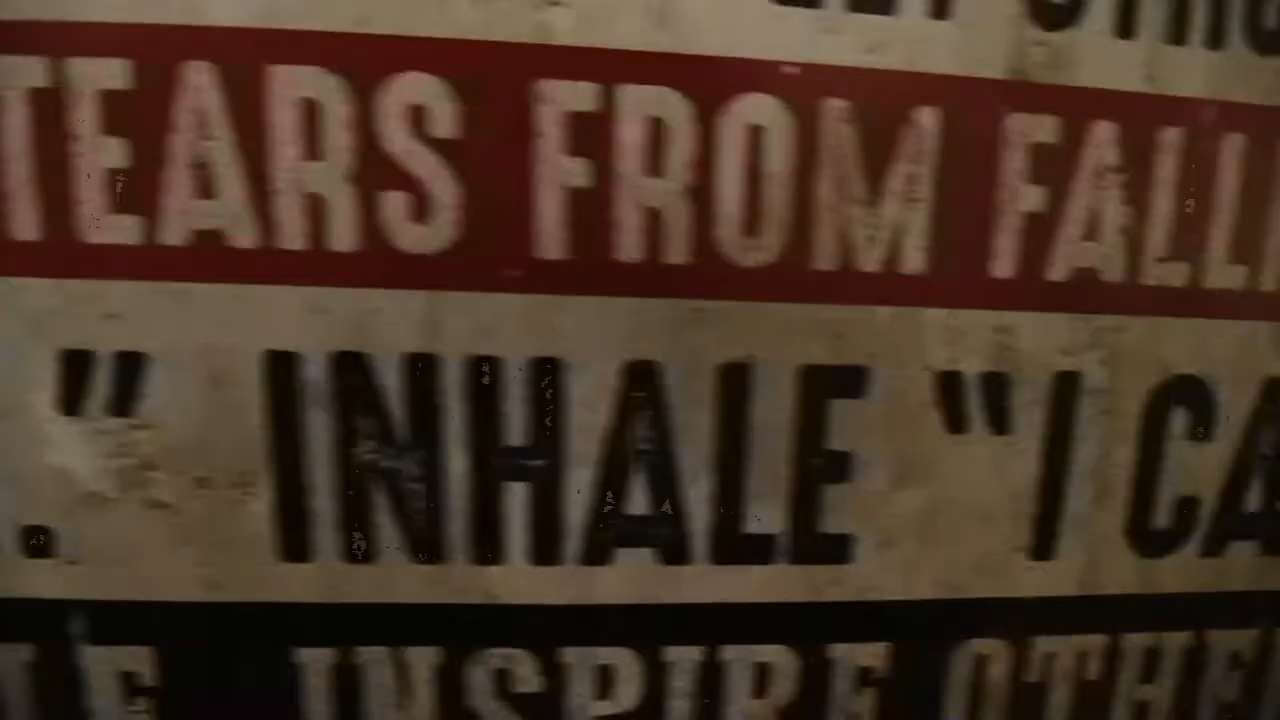 TEARS FROM FALL
." INHALE "I CA
INSPIRE OTHE